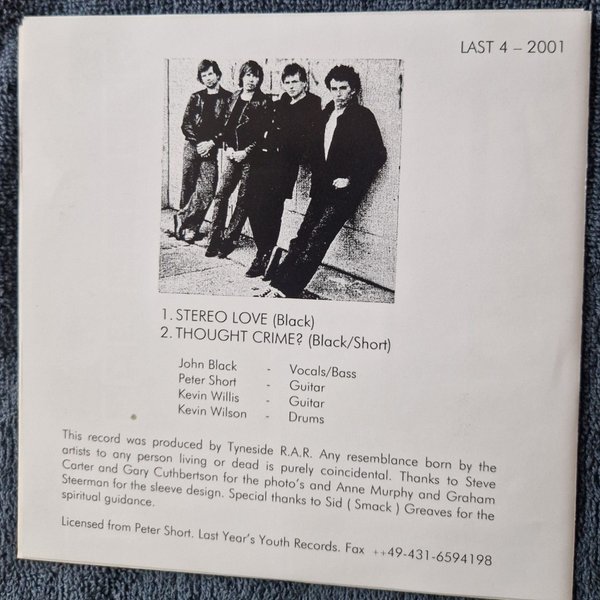 LAST 4 – 2001
1. STEREO LOVE (Black)
2. THOUGHT CRIME? (Black/Short)
John Black - Vocals/Bass
Peter Short - Guitar
Kevin Willis - Guitar
Kevin Wilson - Drums
This record was produced by Tyneside R.A.R. Any resemblance born by the
artists to any person living or dead is purely coincidental. Thanks to Steve
Carter and Gary Cuthbertson for the photo's and Anne Murphy and Graham
Steerman for the sleeve design. Special thanks to Sid ( Smack ) Greaves for the
spiritual guidance.
Licensed from Peter Short. Last Year's Youth Records. Fax ++49-431-6594198